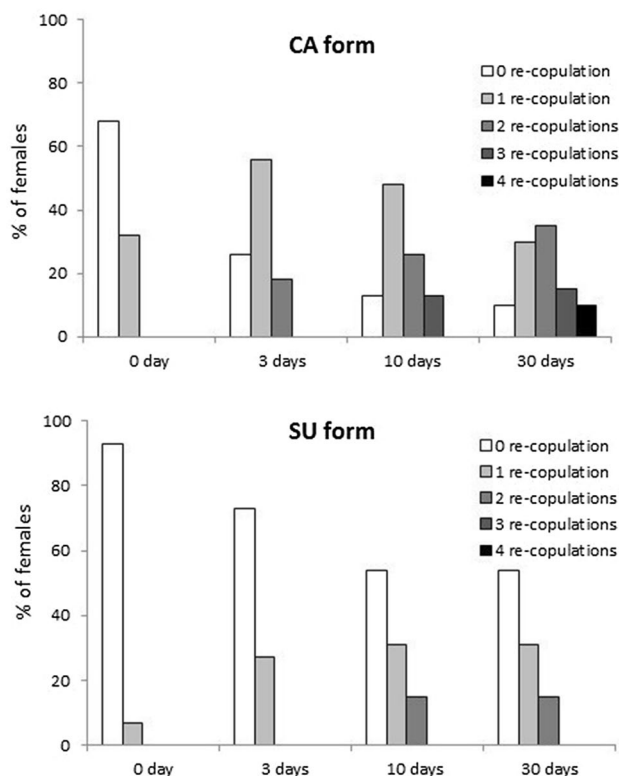 CA form
% of females
100
80
60
40
20
0
0 re-copulation
1 re-copulation
2 re-copulations
3 re-copulations
4 re-copulations
0 day
3 days
10 days
30 days
SU form
% of females
100
80
60
40
20
0
0 re-copulation
1 re-copulation
2 re-copulations
3 re-copulations
4 re-copulations
0 day
3 days
10 days
30 days